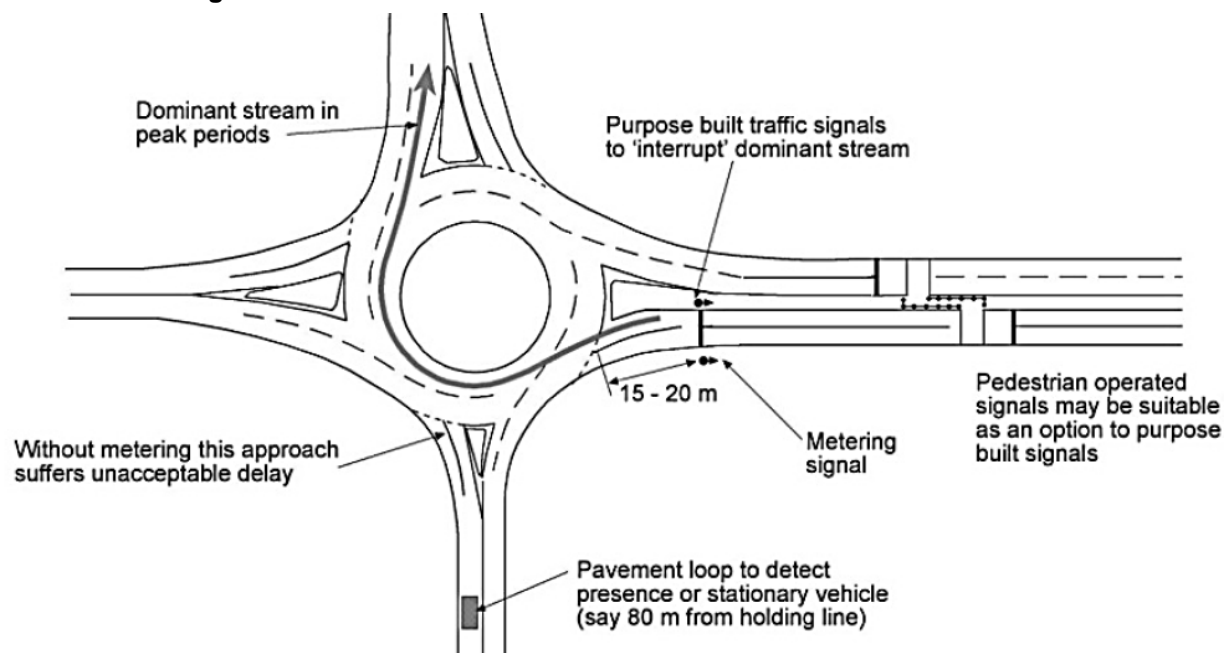 Dominant stream in
peak periods
Purpose built traffic signals
to 'interrupt' dominant stream
15 - 20 m
Pedestrian operated
signals may be suitable
as an option to purpose
built signals
Metering
signal
Without metering this approach
suffers unacceptable delay
Pavement loop to detect
presence or stationary vehicle
(say 80 m from holding line)